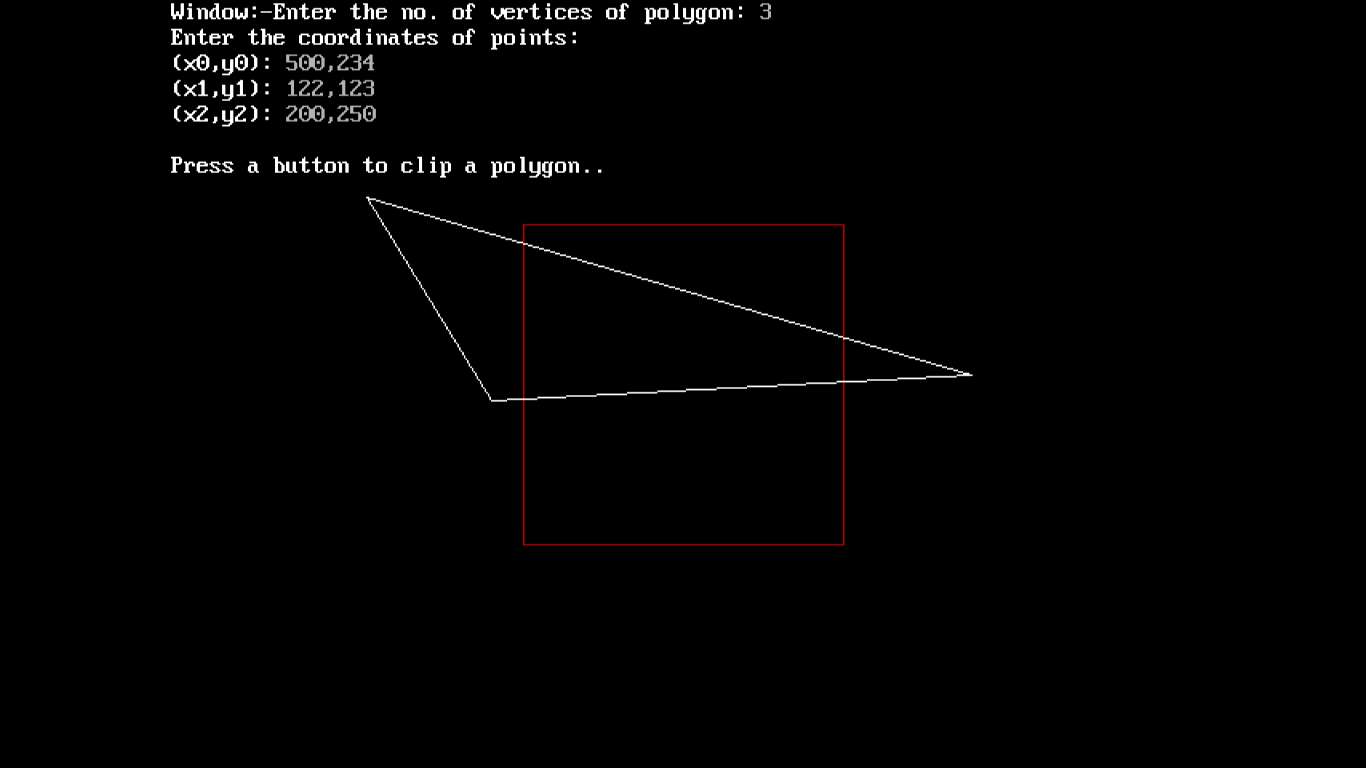 Window:-Enter the no. of vertices of polygon: 3
Enter the coordinates of points:
(x0,y0): 500,234
(x1,y1): 122,123
(x2,y2): 200,250
Press a button to clip a polygon..